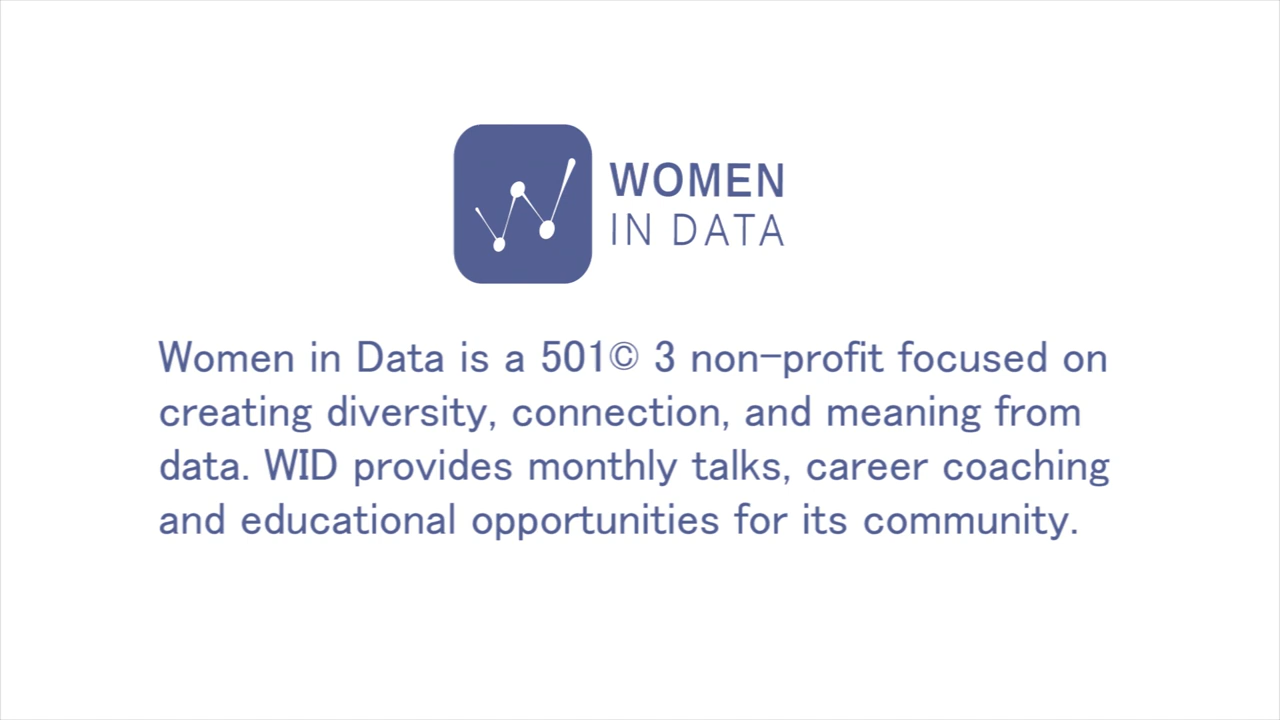 WOMEN
IN DATA
Women in Data is a 501© 3 non-profit focused on
creating diversity, connection, and meaning from
data. WID provides monthly talks, career coaching
and educational opportunities for its community.